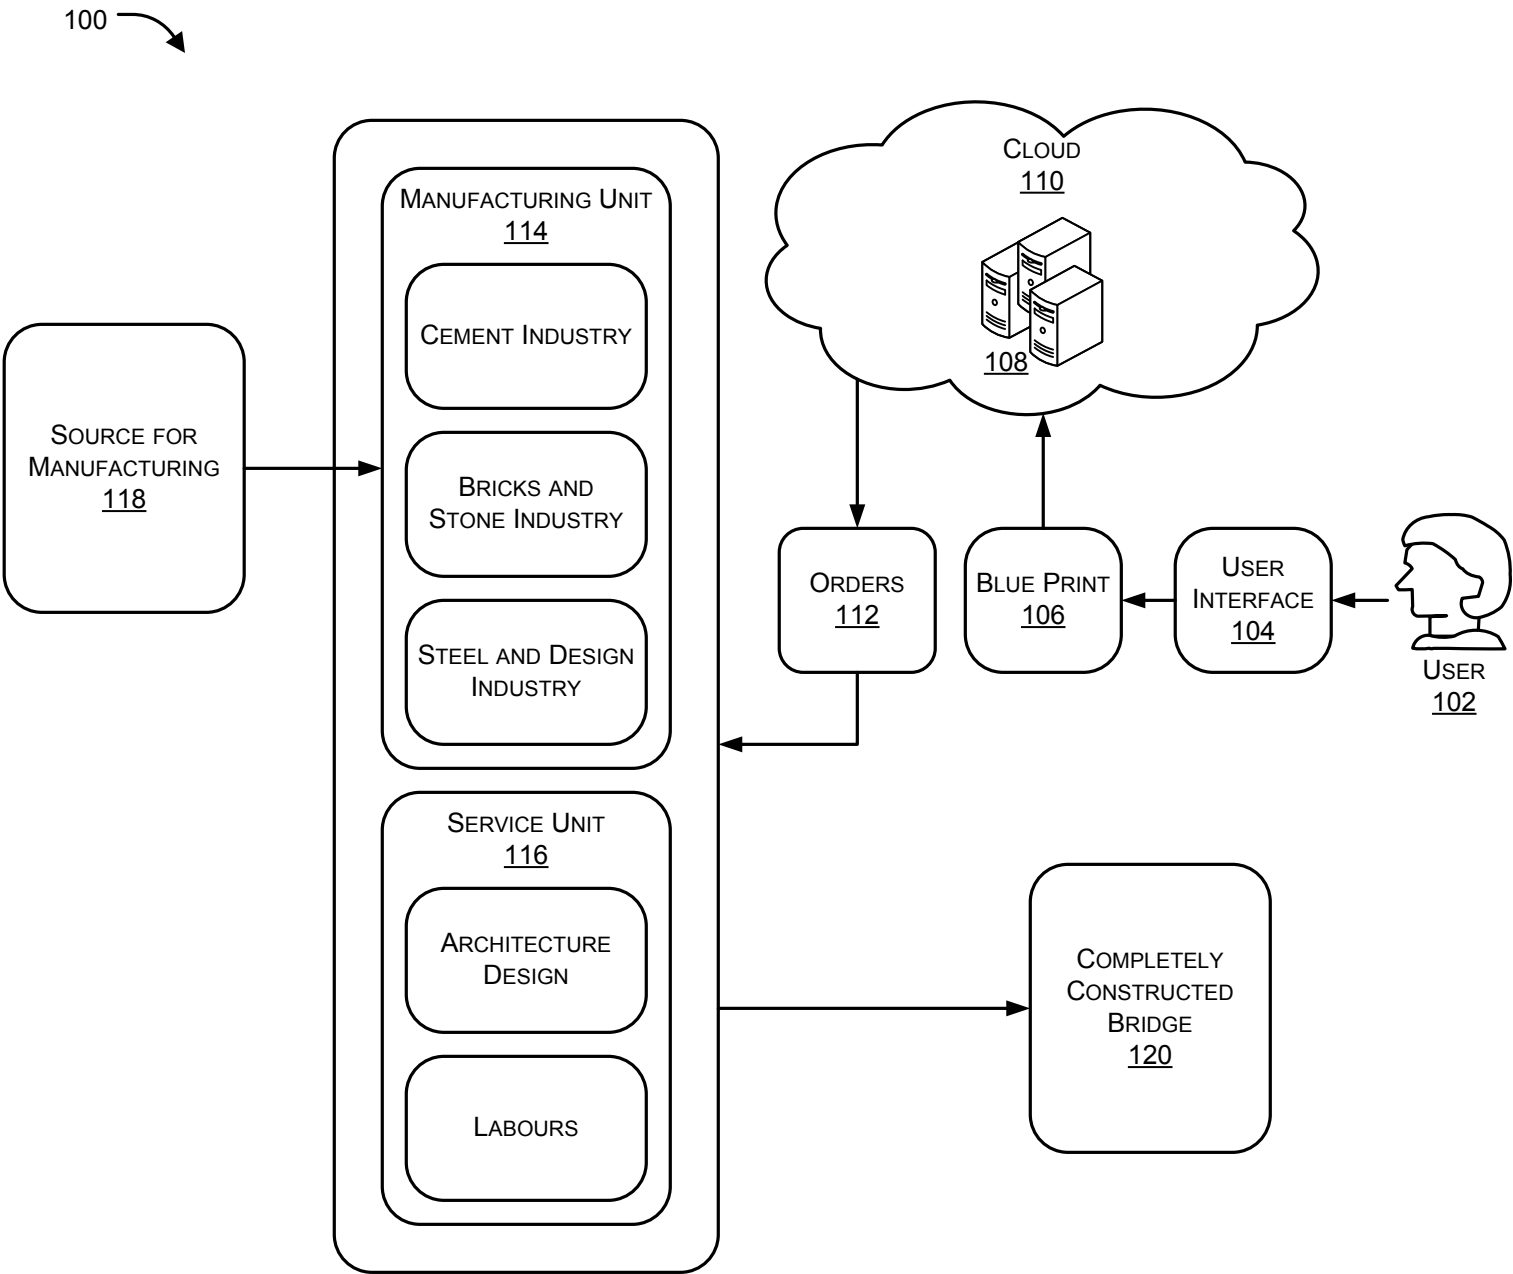 100
CLOUD
110
108
MANUFACTURING UNIT
114
CEMENT INDUSTRY
BRICKS AND
STONE INDUSTRY
STEEL AND DESIGN
INDUSTRY
SOURCE FOR
MANUFACTURING
118
ORDERS
112
BLUE PRINT
106
USER
INTERFACE
104
USER
102
SERVICE UNIT
116
ARCHITECTURE
DESIGN
LABOURS
COMPLETELY
CONSTRUCTED
BRIDGE
120